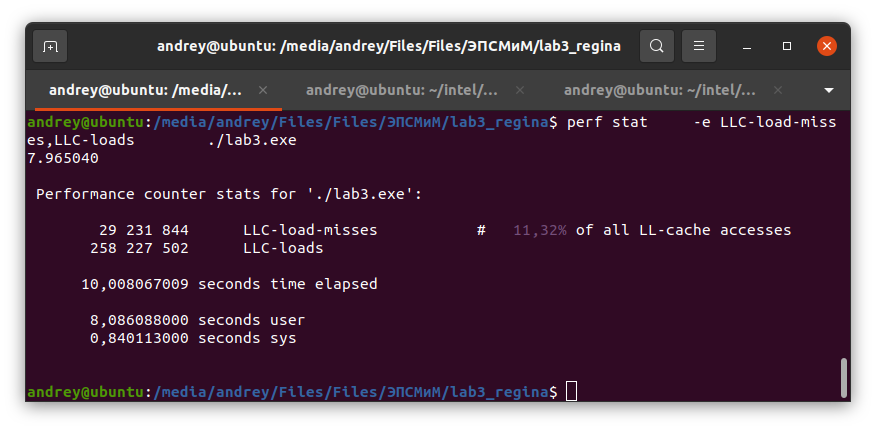 andrey@ubuntu: /media/andrey/Files/Files/ЭПСМиМ/lab3_regina
andrey@ubuntu: /media/... andrey@ubuntu: ~/intel/... andrey@ubuntu: ~/intel/...
andrey@ubuntu:/media/andrey/Files/Files/ЭПСМиМ/lab3_regina$ perf stat     -e LLC-load-miss
es,LLC-loads        ./lab3.exe
7.965040
Performance counter stats for './lab3.exe':
29 231 844      LLC-load-misses           #   11,32% of all LL-cache accesses
258 227 502      LLC-loads
10,008067009 seconds time elapsed
8,086088000 seconds user
0,840113000 seconds sys
andrey@ubuntu:/media/andrey/Files/Files/ЭПСМиМ/lab3_regina$